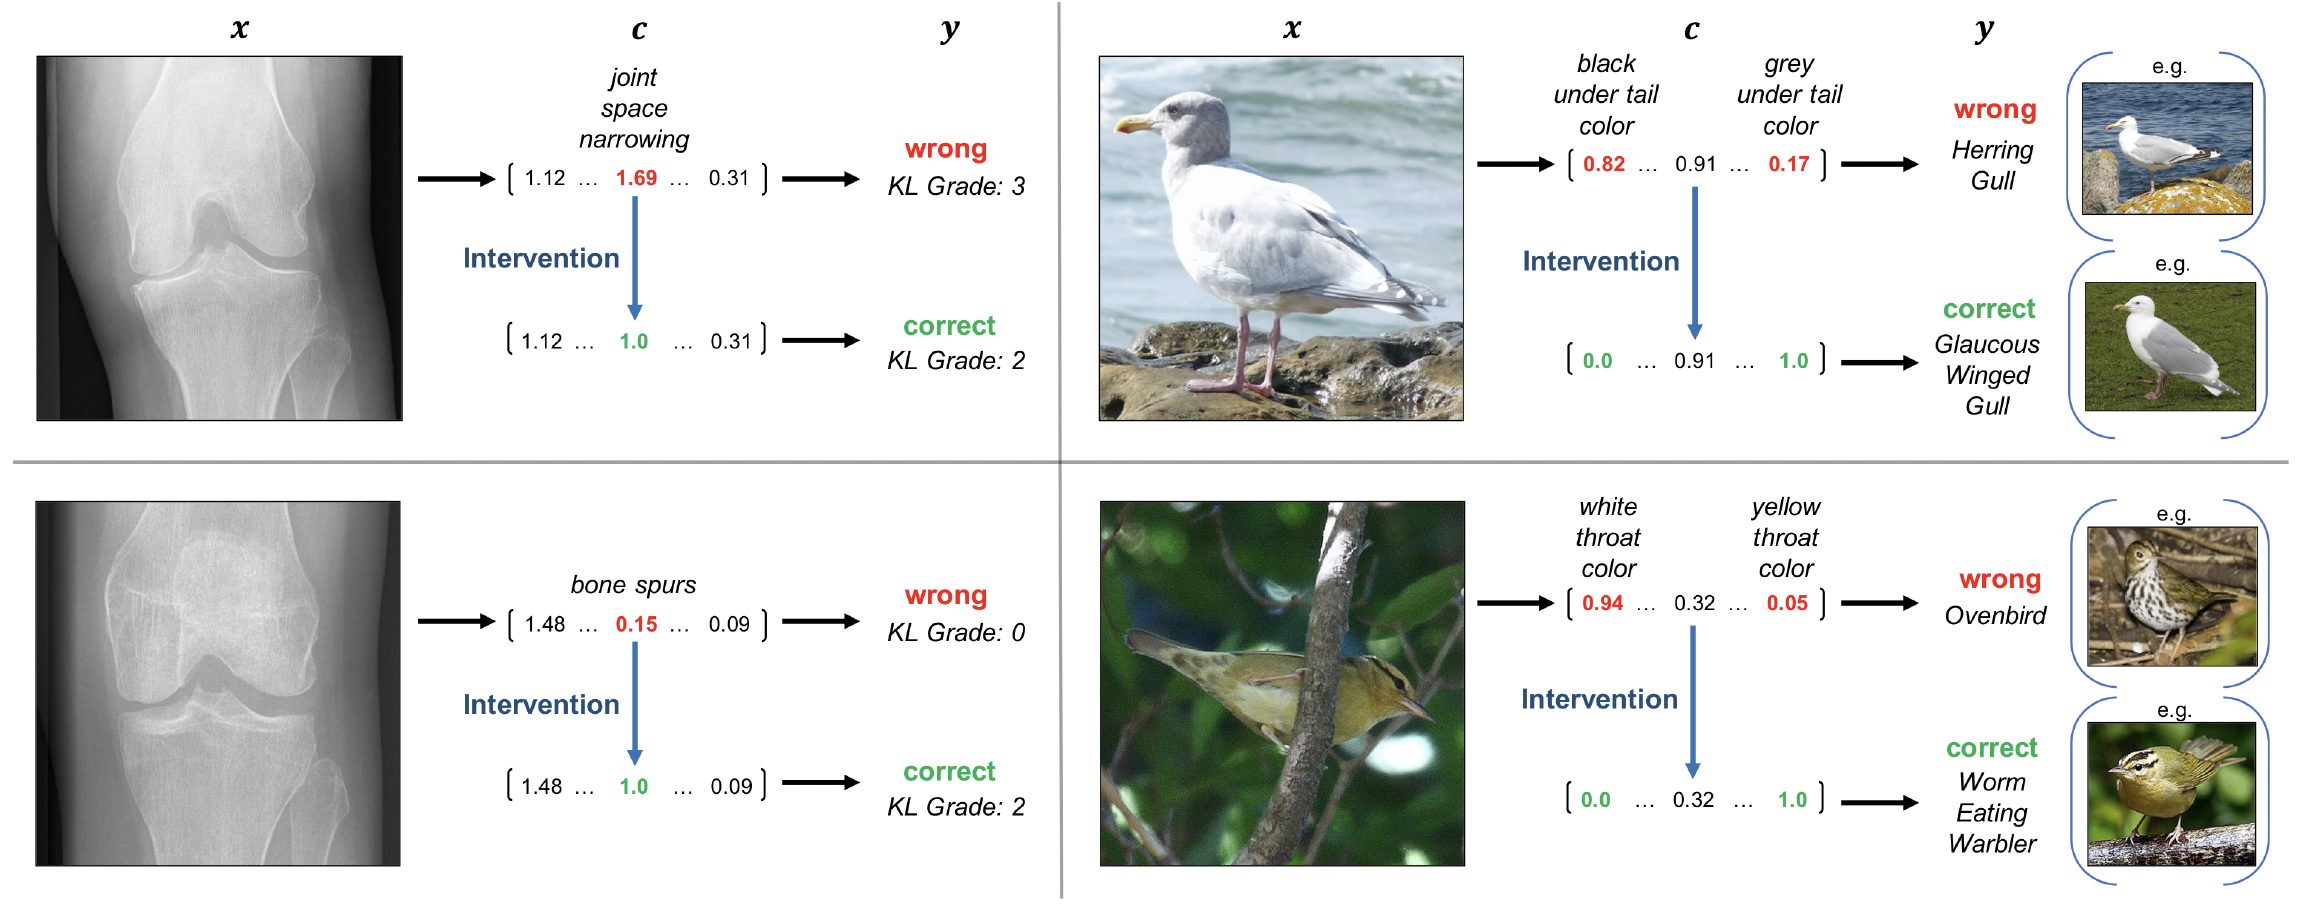 x
c
y
joint
space
narrowing
[ 1.12 ... 1.69 ... 0.31 ]
wrong
KL Grade: 3
Intervention
[ 1.12 ... 1.0 ... 0.31 ]
correct
KL Grade: 2
x
c
y
black
under tail
color
grey
under tail
color
[ 0.82 ... 0.91 ... 0.17 ]
wrong
Herring
Gull
e.g.
Intervention
[ 0.0 ... 0.91 ... 1.0 ]
correct
Glaucous
Winged
Gull
e.g.
bone spurs
[ 1.48 ... 0.15 ... 0.09 ]
wrong
KL Grade: 0
Intervention
[ 1.48 ... 1.0 ... 0.09 ]
correct
KL Grade: 2
white
throat
color
yellow
throat
color
[ 0.94 ... 0.32 ... 0.05 ]
wrong
Ovenbird
e.g.
Intervention
[ 0.0 ... 0.32 ... 1.0 ]
correct
Worm
Eating
Warbler
e.g.